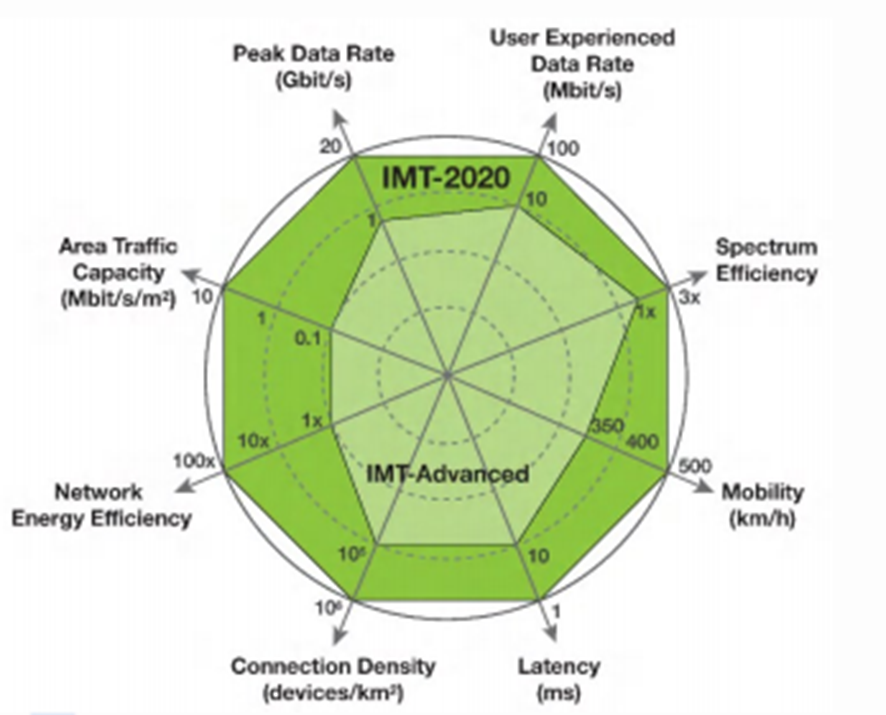 User Experienced
Data Rate
(Mbit/s)
Peak Data Rate
(Gbit/s)
20
100
IMT-2020
10
1
Area Traffic
Capacity
(Mbit/s/m²)
Spectrum
Efficiency
10
3x
1
1x
0.1
1x
350
10x
400
100x
500
Network
Energy Efficiency
IMT-Advanced
Mobility
(km/h)
10
10⁶
1
Connection Density
(devices/km²)
Latency
(ms)